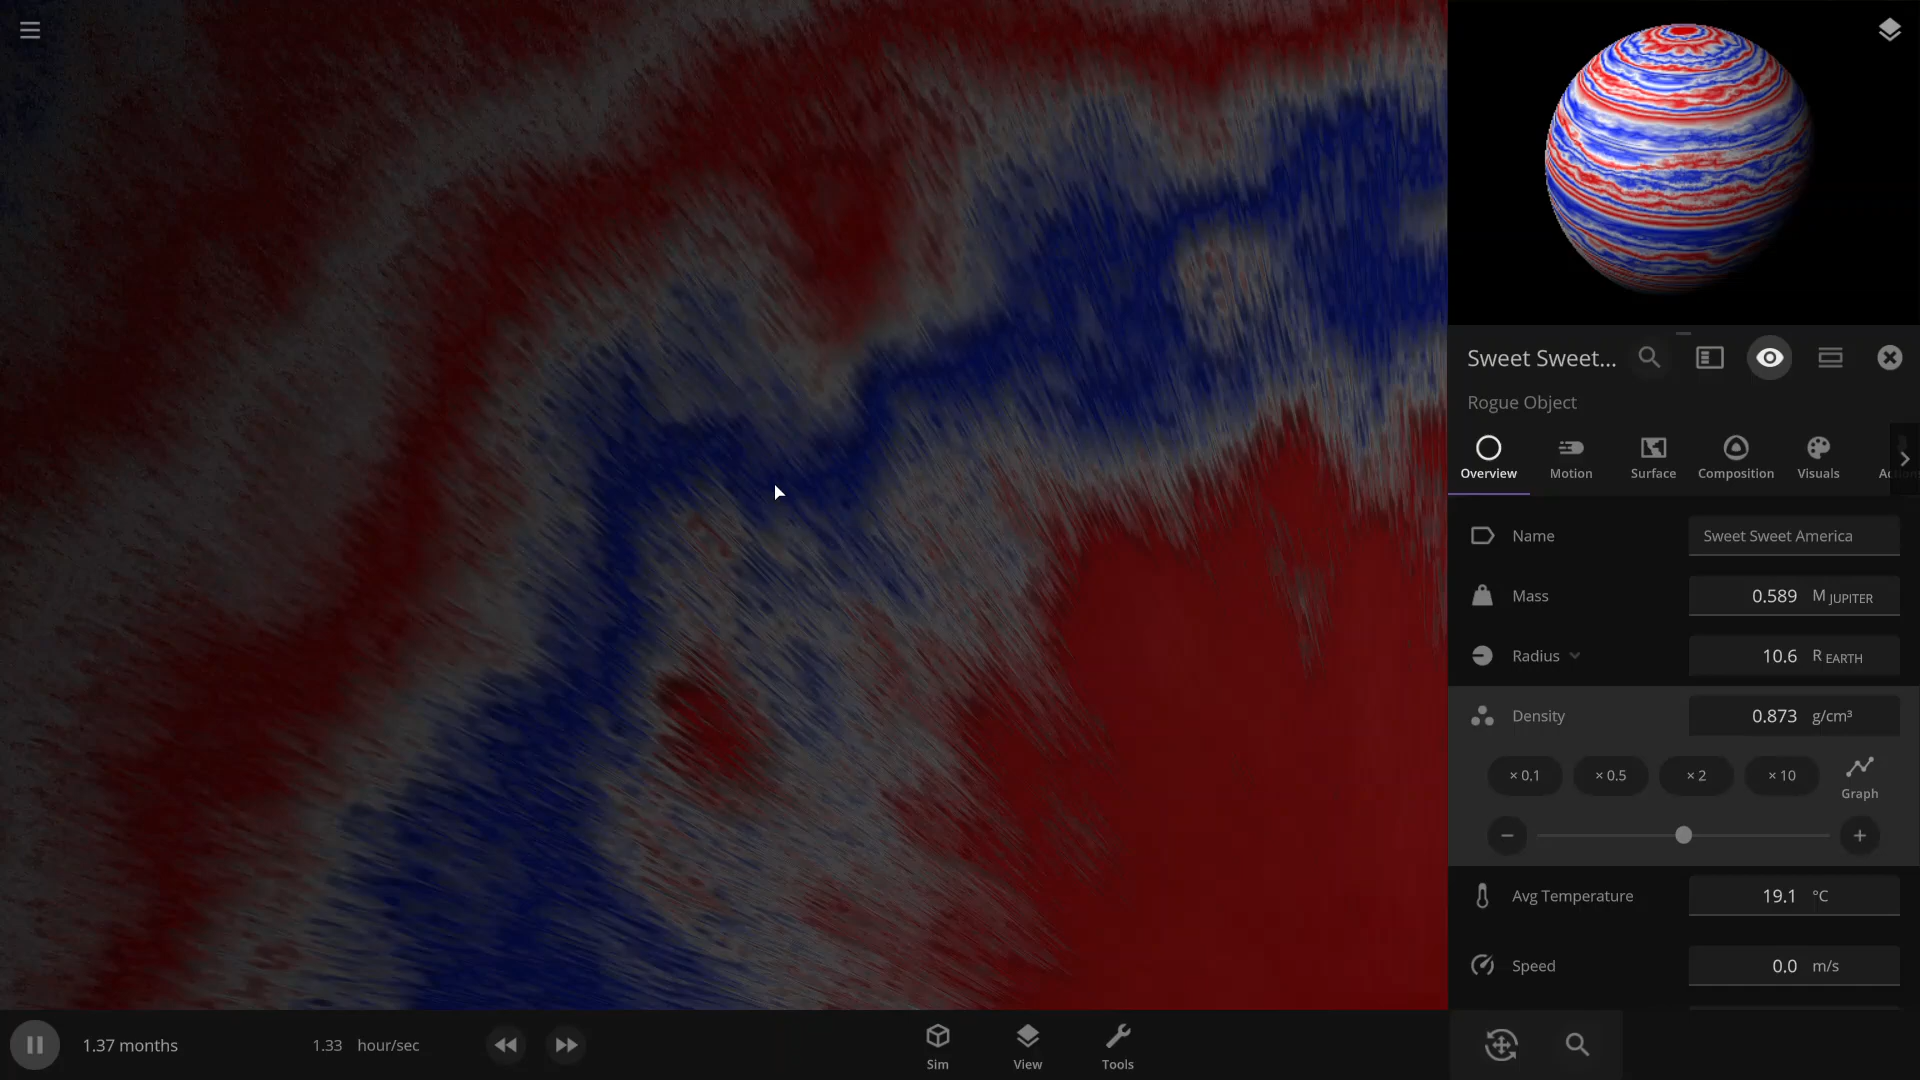 Sweet Sweet...
Rogue Object
Overview
Motion
Surface
Composition
Visuals
Name
Sweet Sweet America
Mass
0.589 M JUPITER
Radius
10.6 R EARTH
Density
0.873 g/cm³
× 0.1
× 0.5
× 2
× 10
Graph
Avg Temperature
19.1 °C
Speed
0.0 m/s
1.37 months
1.33 hour/sec
Sim
View
Tools